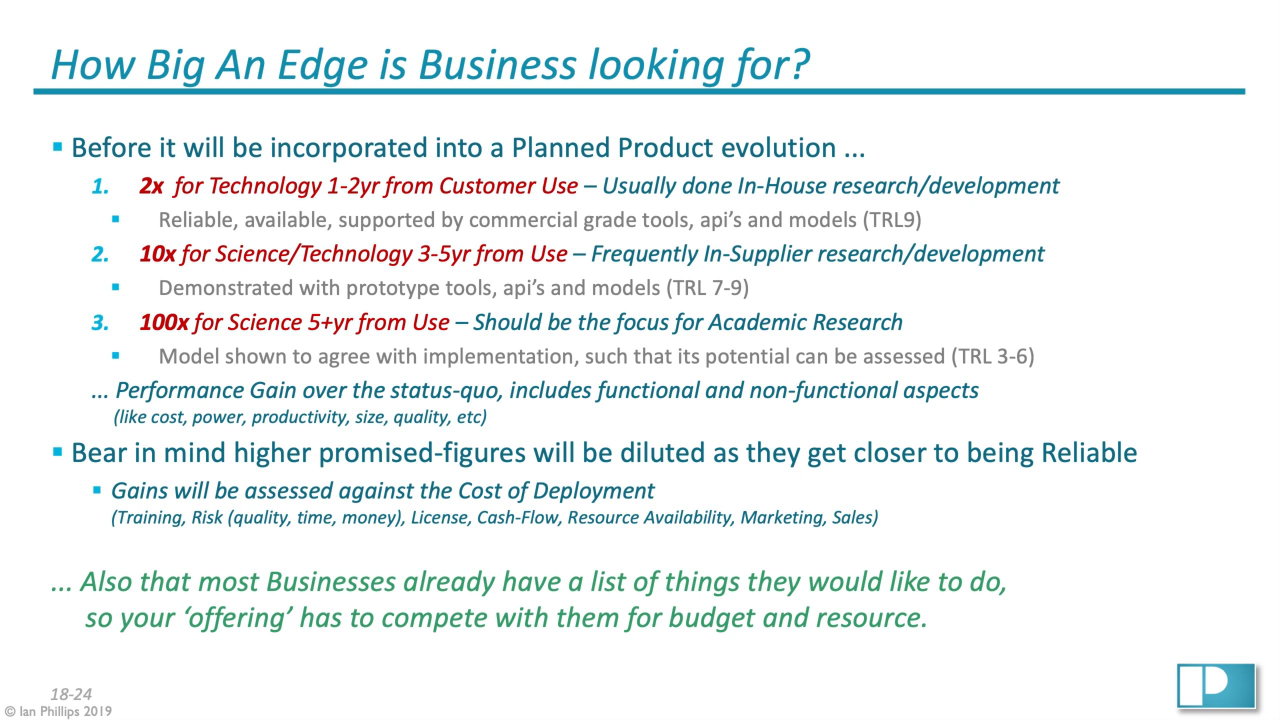 How Big An Edge is Business looking for?
▪ Before it will be incorporated into a Planned Product evolution ...
1. 2x for Technology 1-2yr from Customer Use – Usually done In-House research/development
▪ Reliable, available, supported by commercial grade tools, api’s and models (TRL9)
2. 10x for Science/Technology 3-5yr from Use – Frequently In-Supplier research/development
▪ Demonstrated with prototype tools, api’s and models (TRL 7-9)
3. 100x for Science 5+yr from Use – Should be the focus for Academic Research
▪ Model shown to agree with implementation, such that its potential can be assessed (TRL 3-6)
... Performance Gain over the status-quo, includes functional and non-functional aspects
(like cost, power, productivity, size, quality, etc)
▪ Bear in mind higher promised-figures will be diluted as they get closer to being Reliable
▪ Gains will be assessed against the Cost of Deployment
(Training, Risk (quality, time, money), License, Cash-Flow, Resource Availability, Marketing, Sales)
... Also that most Businesses already have a list of things they would like to do,
so your ‘offering’ has to compete with them for budget and resource.
18-24
© Ian Phillips 2019